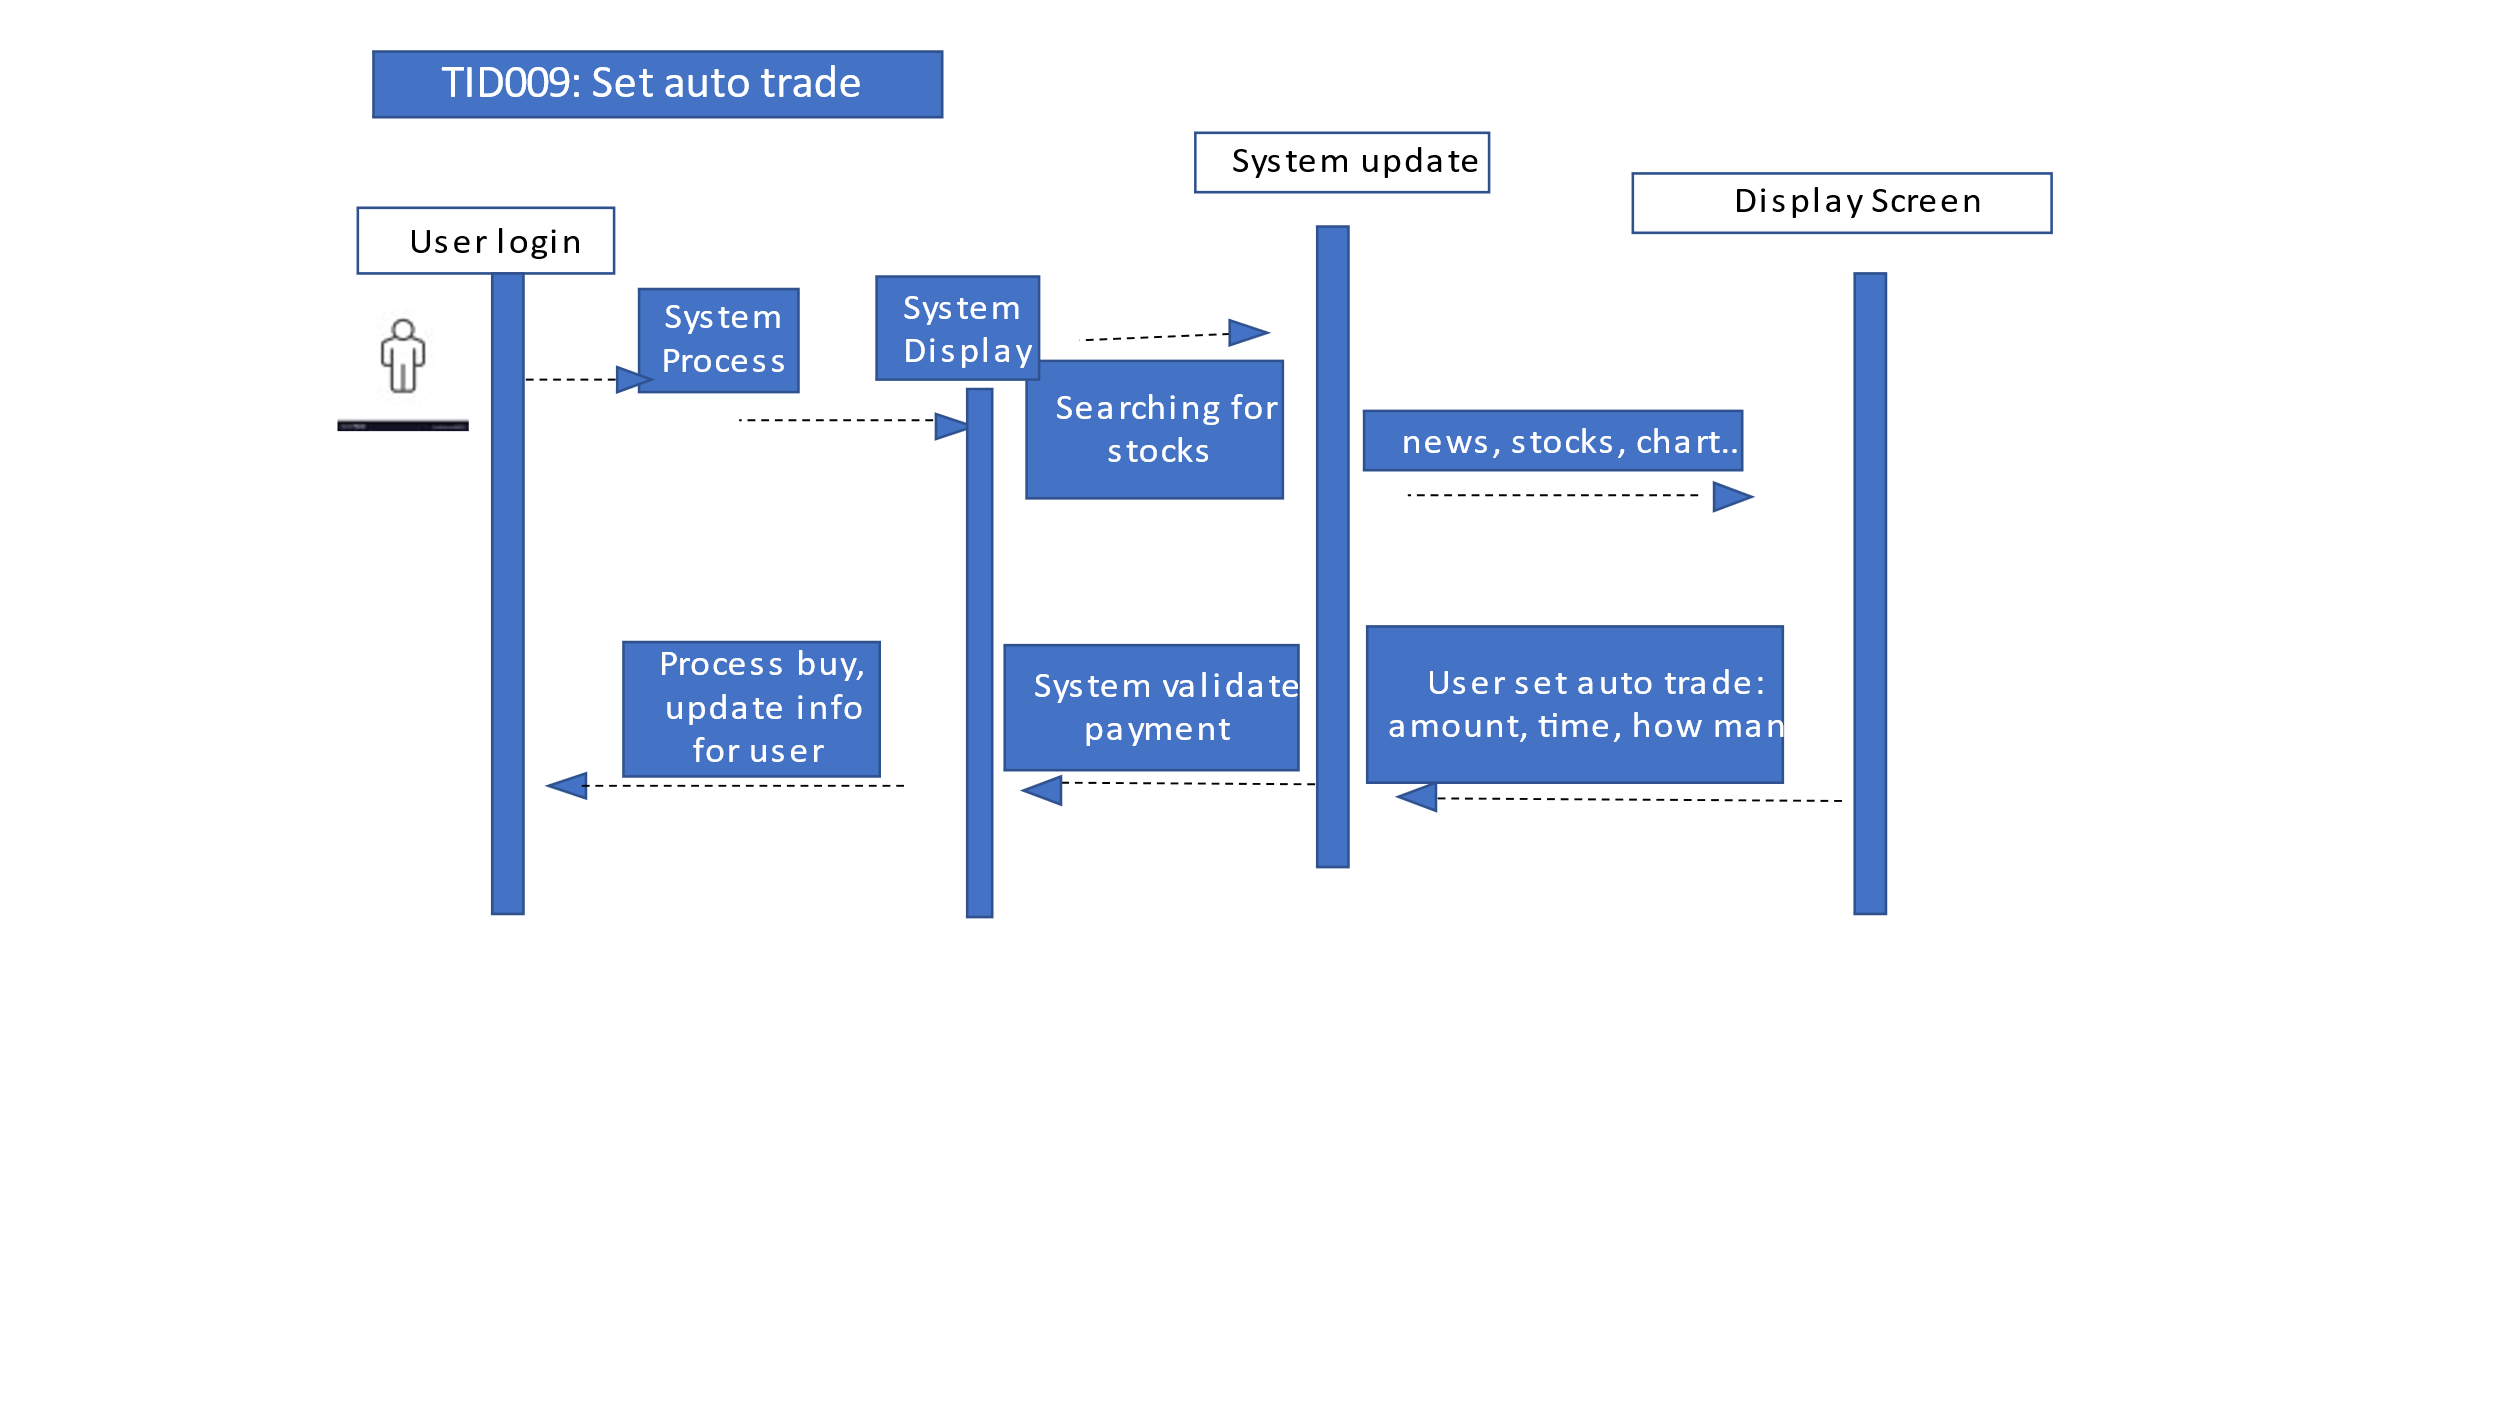 TID009: Set auto trade
System update
Display Screen
User login
System
Process
System
Display
Searching for
stocks
news, stocks, chart..
Process buy,
update info
for user
System validate
payment
User set auto trade:
amount, time, how man